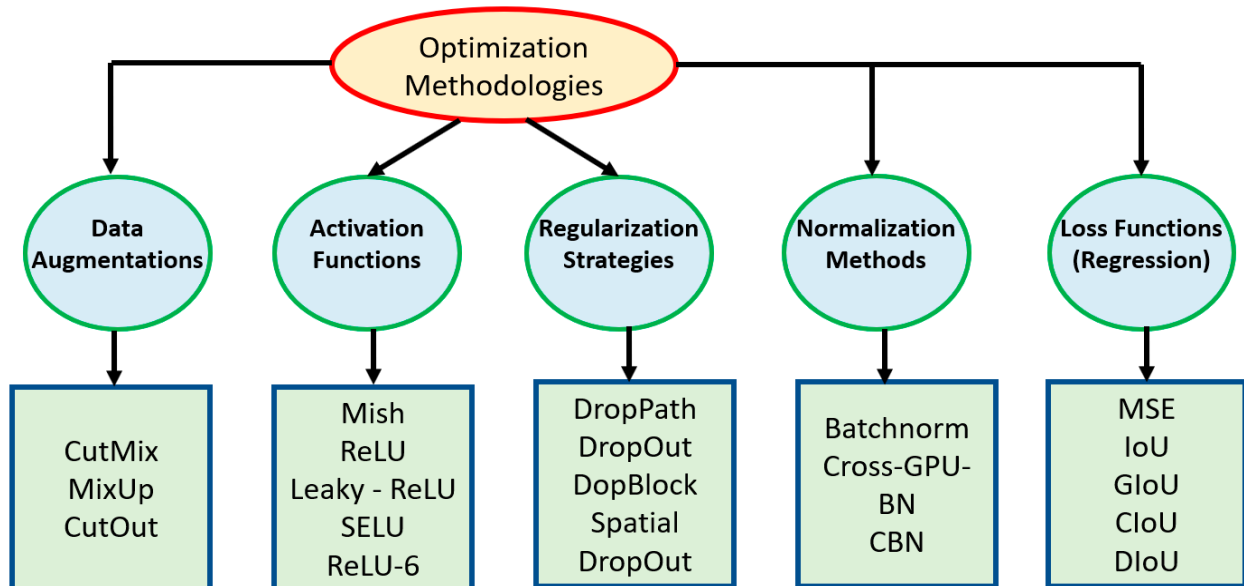 Optimization
Methodologies
Data
Augmentations
Activation
Functions
Regularization
Strategies
Normalization
Methods
Loss Functions
(Regression)
CutMix
MixUp
CutOut
Mish
ReLU
Leaky - ReLU
SELU
ReLU-6
DropPath
DropOut
DopBlock
Spatial
DropOut
Batchnorm
Cross-GPU-
BN
CBN
MSE
IoU
GIoU
CIoU
DIoU